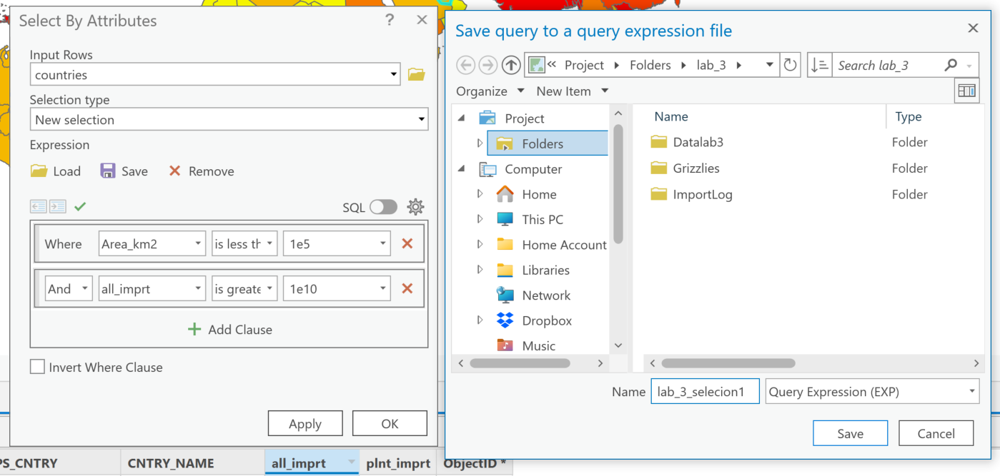 Select By Attributes
?
Input Rows
countries
Selection type
New selection
Expression
Load Save Remove
SQL
Where Area_km2 is less th 1e5
And all_imprt is greate 1e10
Add Clause
Invert Where Clause
Apply OK
Save query to a query expression file
« Project Folders lab_3
Search lab_3
Organize New Item
Project
Folders
Computer
Home
This PC
Home Account
Libraries
Network
Dropbox
Music
Name Type
Datalab3 Folder
Grizzlies Folder
ImportLog Folder
Name lab_3_selecion1 Query Expression (EXP)
Save Cancel
PS_CNTRY CNTRY_NAME all_imprt plnt_imprt ObjectID *